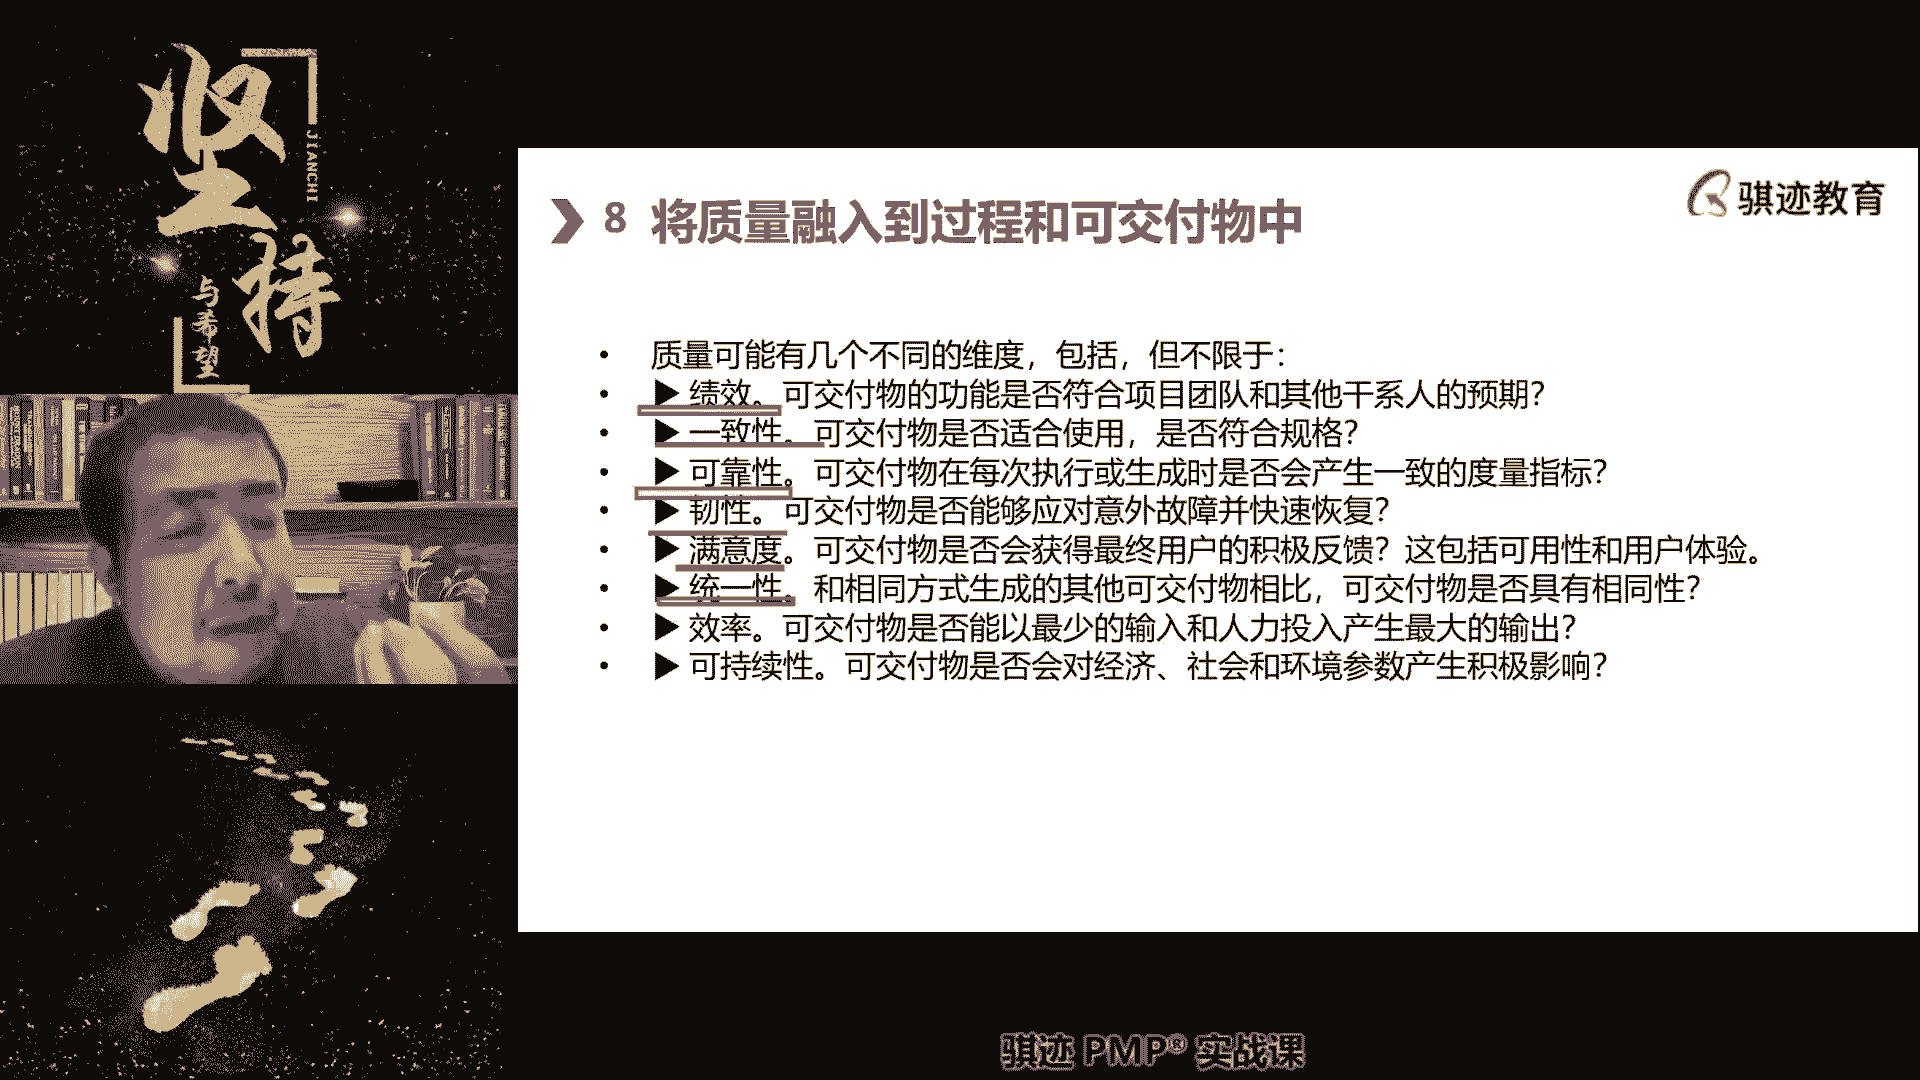 坚持
JIANCHI
与希望
骐迹教育
8 将质量融入到过程和可交付物中
• 质量可能有几个不同的维度，包括，但不限于：
• ▶ 绩效。可交付物的功能是否符合项目团队和其他干系人的预期？
• ▶ 一致性。可交付物是否适合使用，是否符合规格？
• ▶ 可靠性。可交付物在每次执行或生成时是否会产生一致的度量指标？
• ▶ 韧性。可交付物是否能够应对意外故障并快速恢复？
• ▶ 满意度。可交付物是否会获得最终用户的积极反馈？这包括可用性和用户体验。
• ▶ 统一性。和相同方式生成的其他可交付物相比，可交付物是否具有相同性？
• ▶ 效率。可交付物是否能以最少的输入和人力投入产生最大的输出？
• ▶ 可持续性。可交付物是否会对经济、社会和环境参数产生积极影响？
骐迹 PMP® 实战课